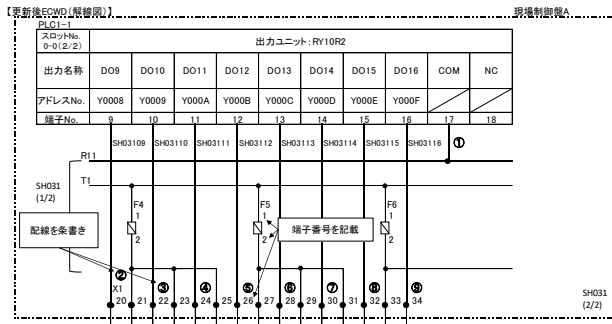 【更新後ECWD(解線図)】 現場制御盤A
PLC1-1
スロットNo. 0-0(2/2) 出力ユニット:RY10R2
出力名称 DO9 DO10 DO11 DO12 DO13 DO14 DO15 DO16 COM NC
アドレスNo. Y0008 Y0009 Y000A Y000B Y000C Y000D Y000E Y000F
端子No. 9 10 11 12 13 14 15 16 17 18
SH03109 SH03110 SH03111 SH03112 SH03113 SH03114 SH03115 SH03116 ①
R11
T1
SH031
(1/2)
F4 F5 F6
1 1 1
配線を条書き 端子番号を記載
2 2 2
② ③ ④ ⑤ ⑥ ⑦ ⑧ ⑨
X1
20 21 22 23 24 25 26 27 28 29 30 31 32 33 34
SH031
(2/2)